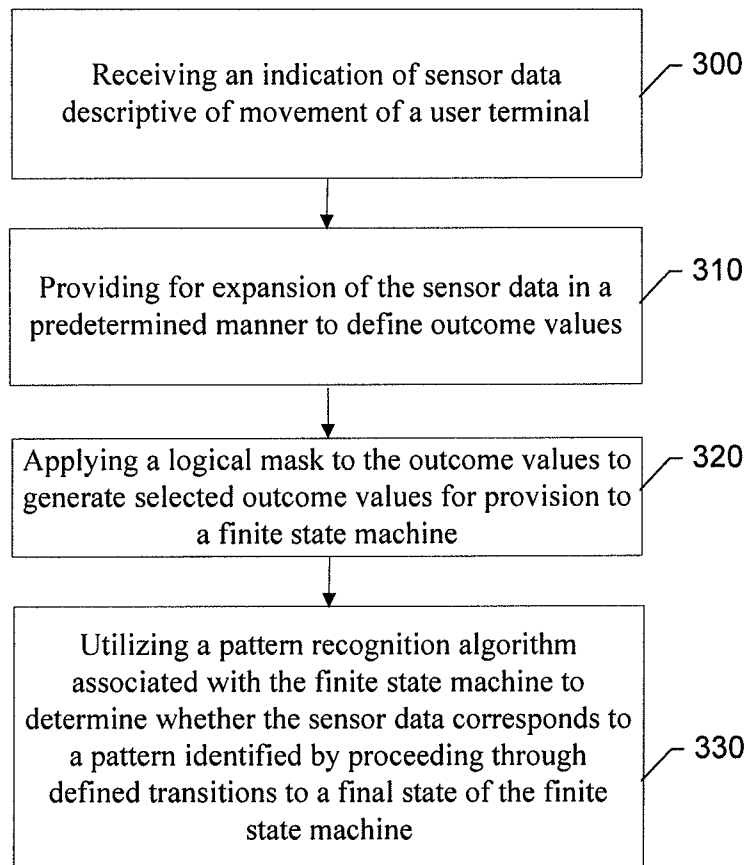 Receiving an indication of sensor data
descriptive of movement of a user terminal
300
Providing for expansion of the sensor data in a
predetermined manner to define outcome values
310
Applying a logical mask to the outcome values to
generate selected outcome values for provision to
a finite state machine
320
Utilizing a pattern recognition algorithm
associated with the finite state machine to
determine whether the sensor data corresponds to
a pattern identified by proceeding through
defined transitions to a final state of the finite
state machine
330